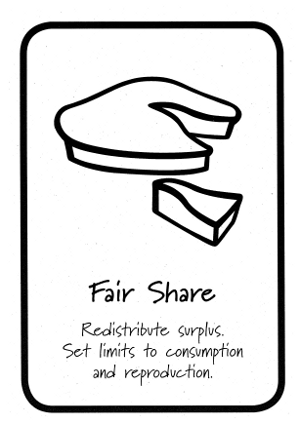 Fair Share
Redistribute surplus.
Set limits to consumption
and reproduction.